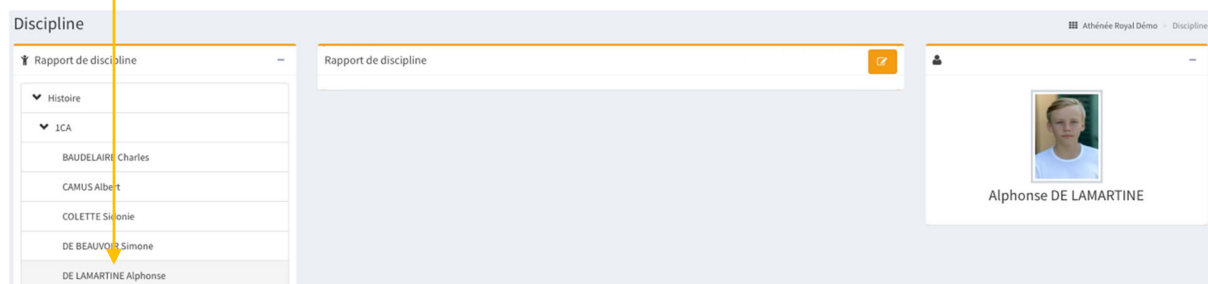 Discipline
Athénée Royal Démo > Discipline
Rapport de discipline
Histoire
1CA
BAUDELAIRE Charles
CAMUS Albert
COLETTE Sidonie
DE BEAUVOIR Simone
DE LAMARTINE Alphonse
Rapport de discipline
Alphonse DE LAMARTINE